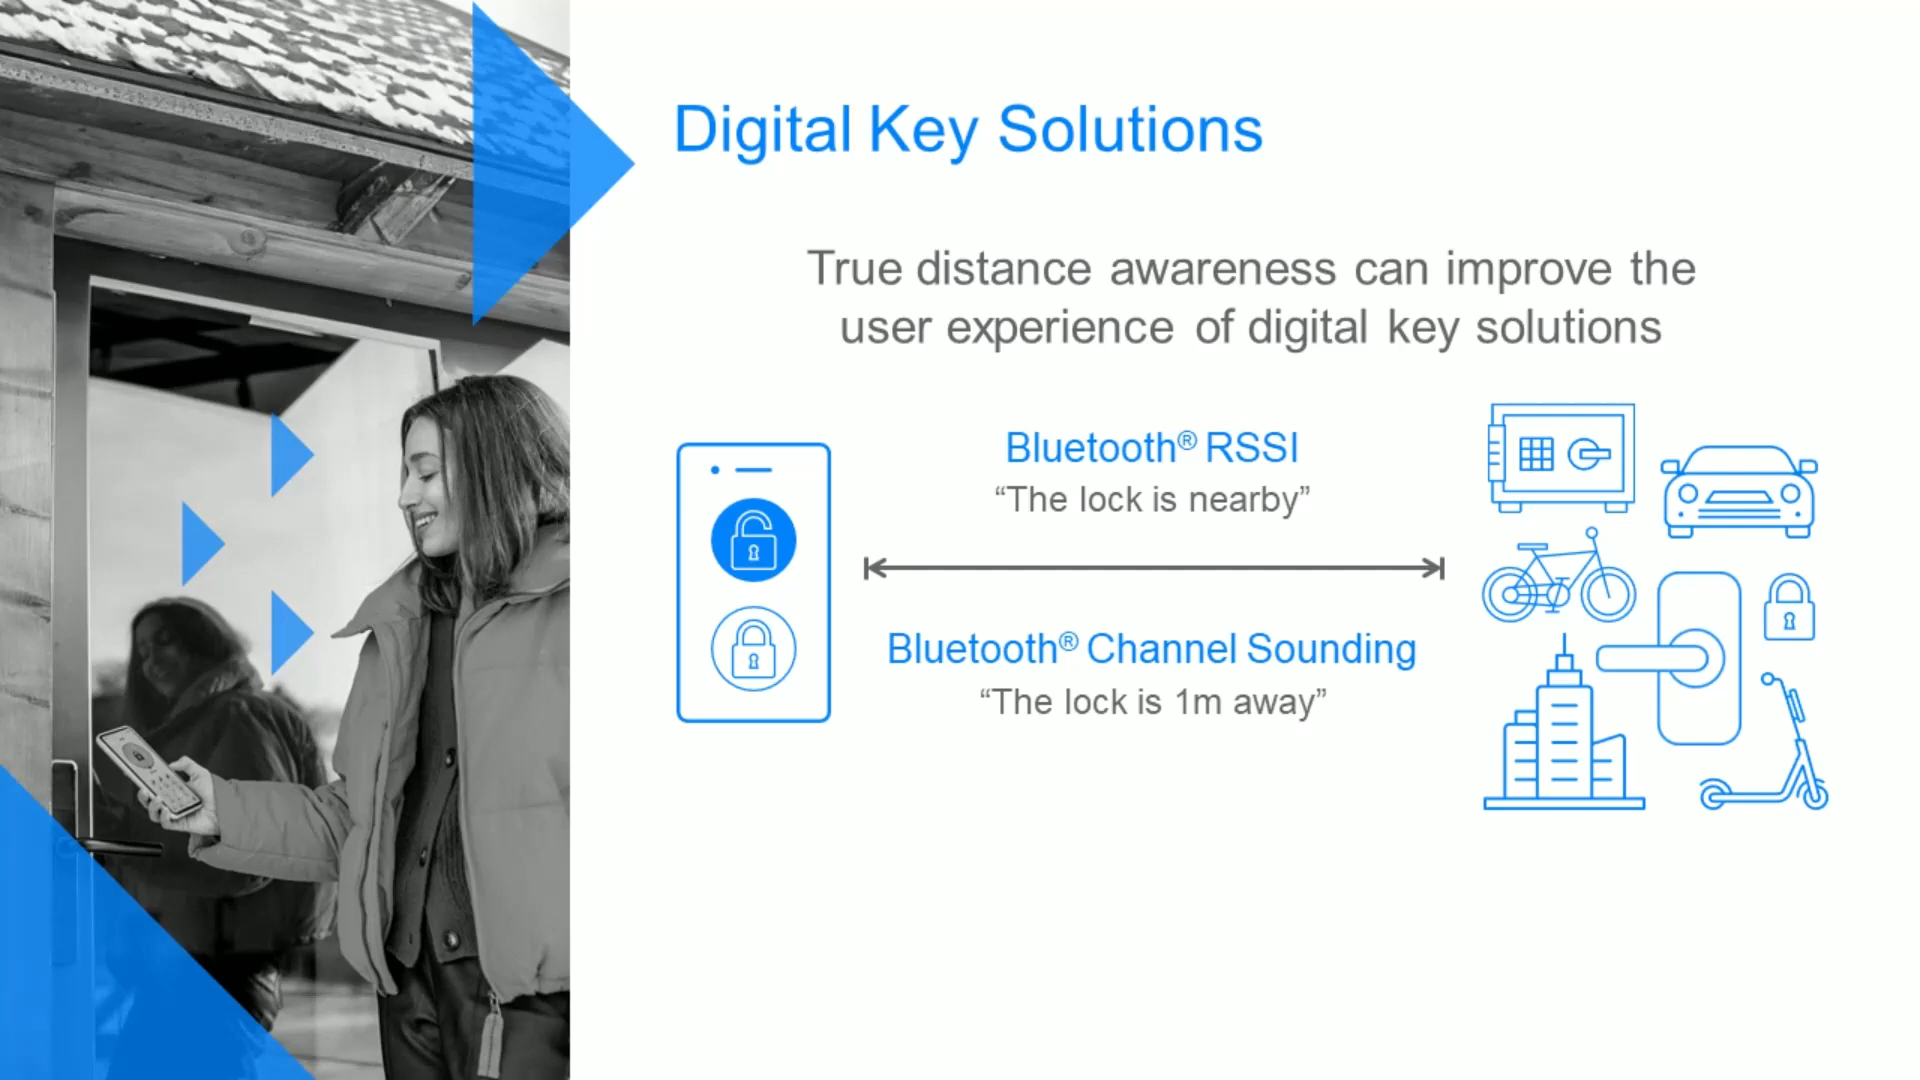 Digital Key Solutions
True distance awareness can improve the
user experience of digital key solutions
Bluetooth® RSSI
“The lock is nearby”
Bluetooth® Channel Sounding
“The lock is 1m away”